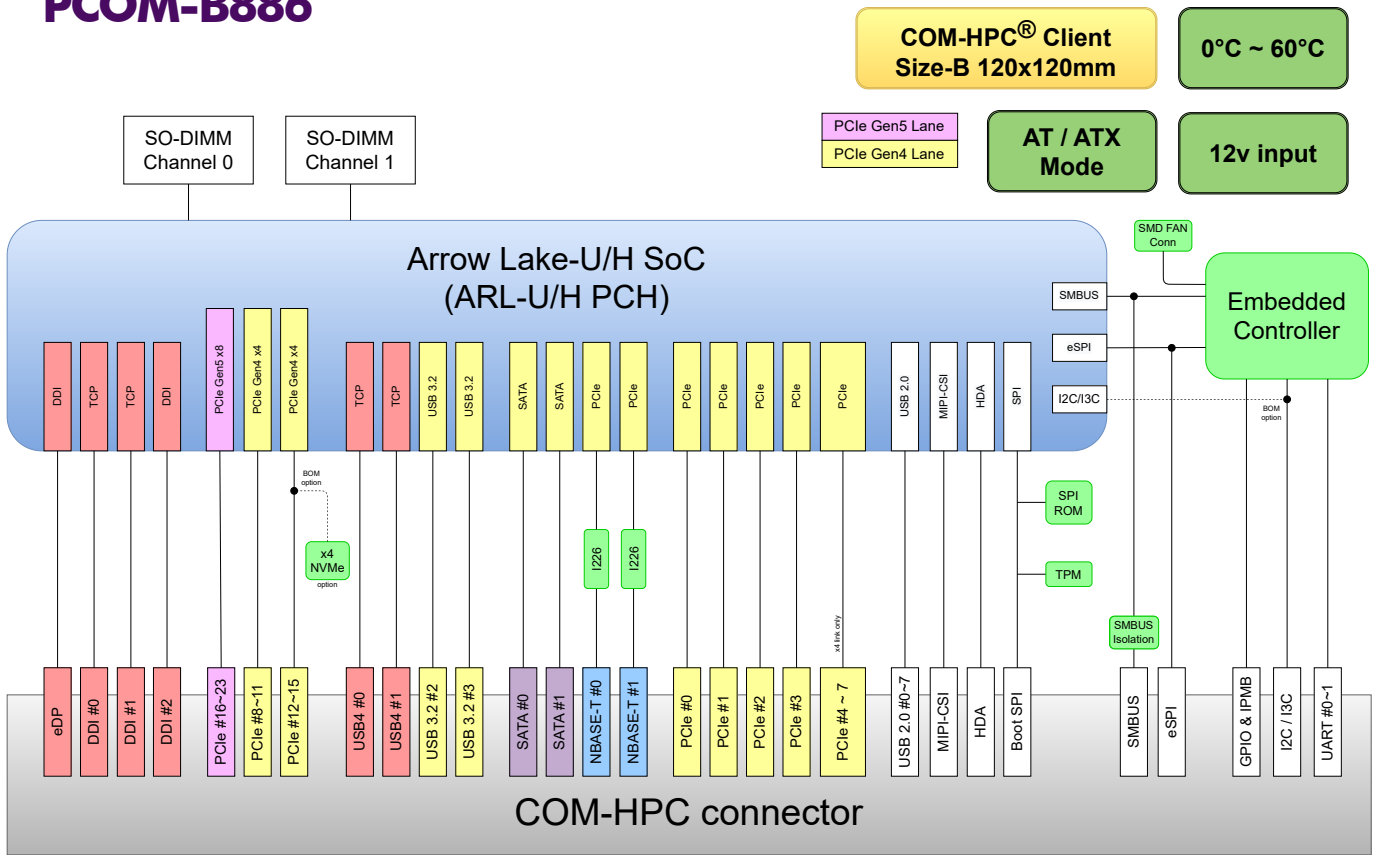 PCOM-B886
COM-HPC® Client
Size-B 120x120mm
0°C ~ 60°C
PCIe Gen5 Lane
PCIe Gen4 Lane
AT / ATX
Mode
12v input
SO-DIMM
Channel 0
SO-DIMM
Channel 1
Arrow Lake-U/H SoC
(ARL-U/H PCH)
SMD FAN
Conn
Embedded
Controller
SMBUS
eSPI
I2C/I3C
BOM
option
DDI
TCP
TCP
DDI
PCIe Gen5 x8
PCIe Gen4 x4
PCIe Gen4 x4
TCP
TCP
USB 3.2
USB 3.2
SATA
SATA
PCIe
PCIe
PCIe
PCIe
PCIe
PCIe
PCIe
USB 2.0
MIPI-CSI
HDA
SPI
BOM
option
x4
NVMe
option
I226
I226
SPI
ROM
TPM
x4 link only
SMBUS
Isolation
eDP
DDI #0
DDI #1
DDI #2
PCIe #16~23
PCIe #8~11
PCIe #12~15
USB4 #0
USB4 #1
USB 3.2 #2
USB 3.2 #3
SATA #0
SATA #1
NBASE-T #0
NBASE-T #1
PCIe #0
PCIe #1
PCIe #2
PCIe #3
PCIe #4 ~ 7
USB 2.0 #0~7
MIPI-CSI
HDA
Boot SPI
SMBUS
eSPI
GPIO & IPMB
I2C / I3C
UART #0~1
COM-HPC connector